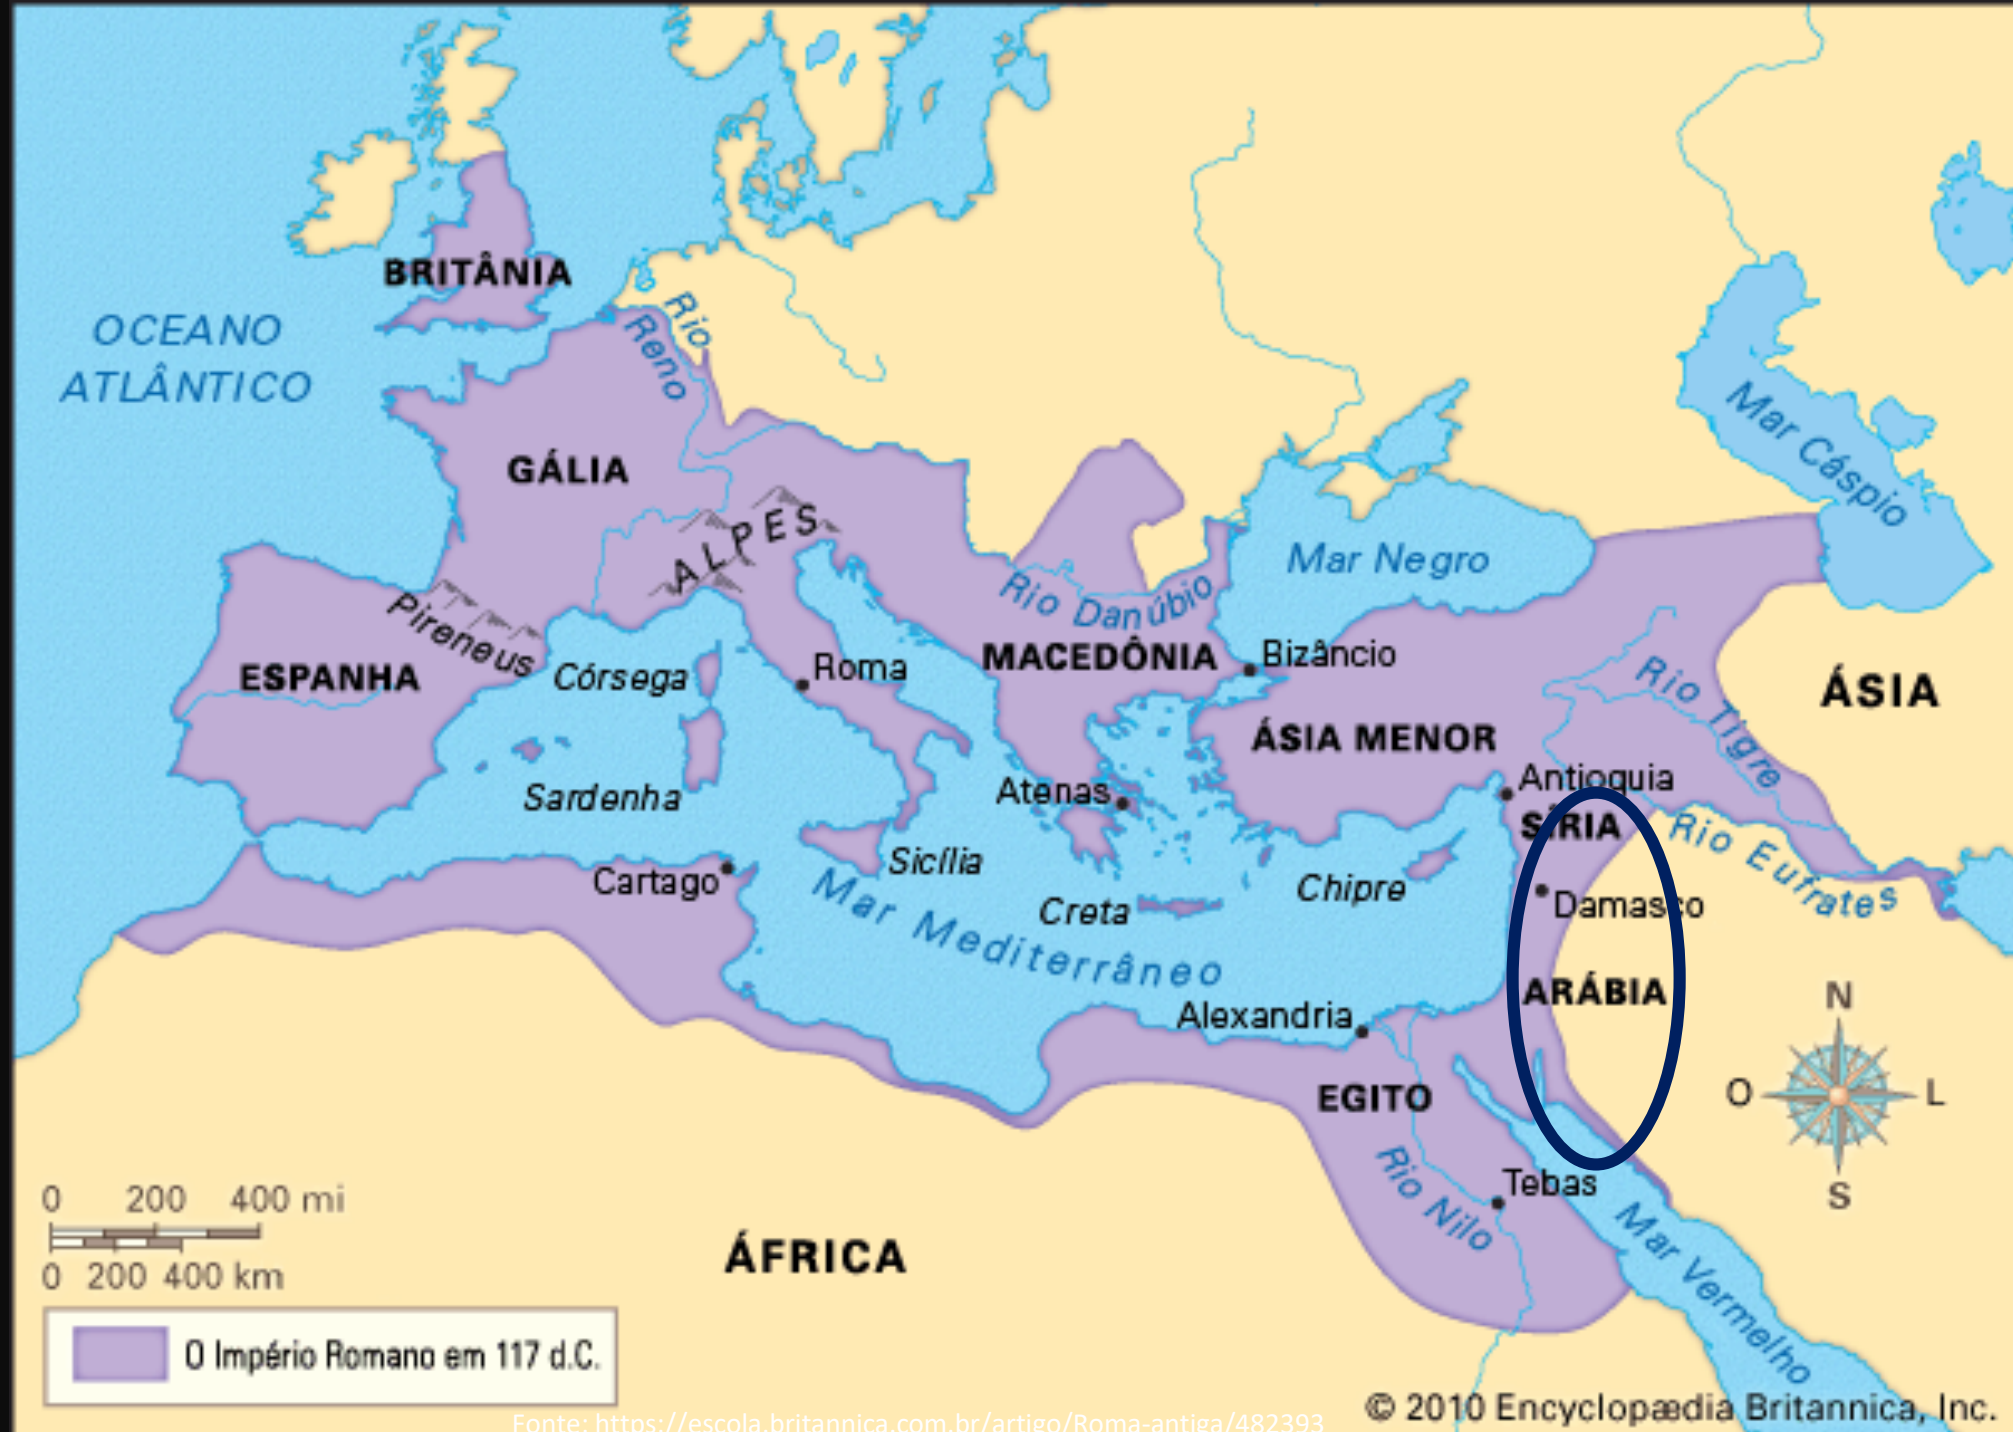 BRITÂNIA
OCEANO
ATLÂNTICO
Rio
Reno
GÁLIA
ALPES
Mar Cáspio
Mar Negro
Rio Danúbio
Pireneus
ESPANHA
Córsega
Roma
MACEDÔNIA
Bizâncio
Rio Tigre
ÁSIA
ÁSIA MENOR
Sardenha
Atenas
Antioquia
SÍRIA
Rio Eufrates
Cartago
Sicília
Mar Mediterrâneo
Creta
Chipre
Damasco
ARÁBIA
Alexandria
EGITO
Rio Nilo
Tebas
Mar Vermelho
N
O
L
S
ÁFRICA
0 200 400 mi
0 200 400 km
O Império Romano em 117 d.C.
© 2010 Encyclopædia Britannica, Inc.
Fonte: https://escola.britannica.com.br/artigo/Roma-antiga/482393